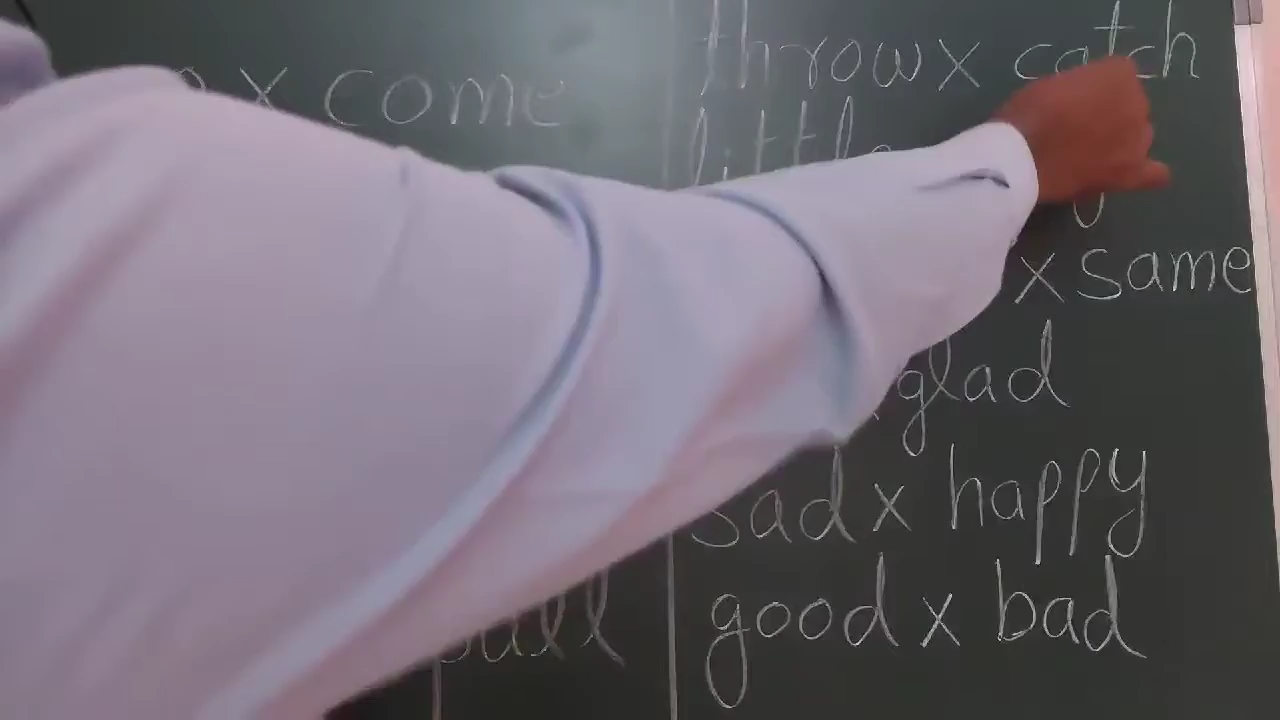 x come
throw x catch
little
x same
glad
sad x happy
good x bad